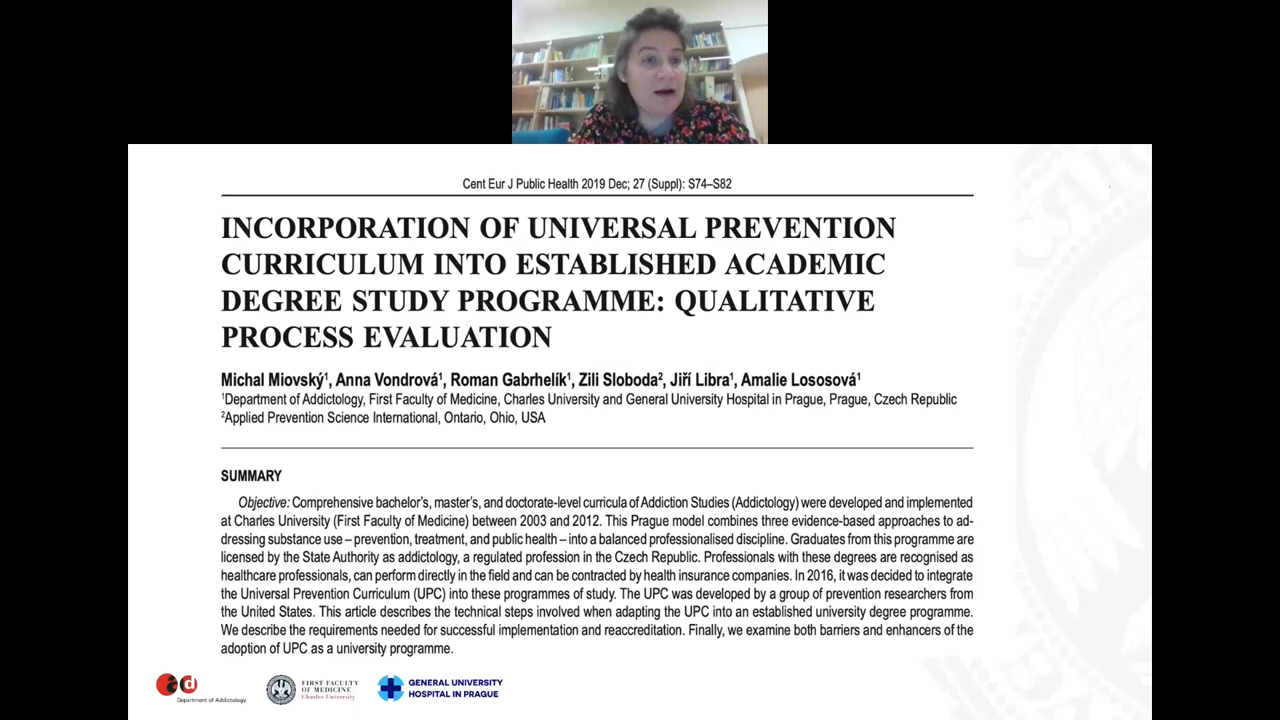 Cent Eur J Public Health 2019 Dec; 27 (Suppl): S74–S82
INCORPORATION OF UNIVERSAL PREVENTION
CURRICULUM INTO ESTABLISHED ACADEMIC
DEGREE STUDY PROGRAMME: QUALITATIVE
PROCESS EVALUATION
Michal Miovský¹, Anna Vondrová¹, Roman Gabrhelík¹, Zili Sloboda², Jiří Libra¹, Amalie Lososová¹
¹Department of Addictology, First Faculty of Medicine, Charles University and General University Hospital in Prague, Prague, Czech Republic
²Applied Prevention Science International, Ontario, Ohio, USA
SUMMARY
Objective: Comprehensive bachelor's, master's, and doctorate-level curricula of Addiction Studies (Addictology) were developed and implemented
at Charles University (First Faculty of Medicine) between 2003 and 2012. This Prague model combines three evidence-based approaches to ad-
dressing substance use – prevention, treatment, and public health – into a balanced professionalised discipline. Graduates from this programme are
licensed by the State Authority as addictology, a regulated profession in the Czech Republic. Professionals with these degrees are recognised as
healthcare professionals, can perform directly in the field and can be contracted by health insurance companies. In 2016, it was decided to integrate
the Universal Prevention Curriculum (UPC) into these programmes of study. The UPC was developed by a group of prevention researchers from
the United States. This article describes the technical steps involved when adapting the UPC into an established university degree programme.
We describe the requirements needed for successful implementation and reaccreditation. Finally, we examine both barriers and enhancers of the
adoption of UPC as a university programme.
ad
Department of Addictology
FIRST FACULTY
OF MEDICINE
Charles University
GENERAL UNIVERSITY
HOSPITAL IN PRAGUE